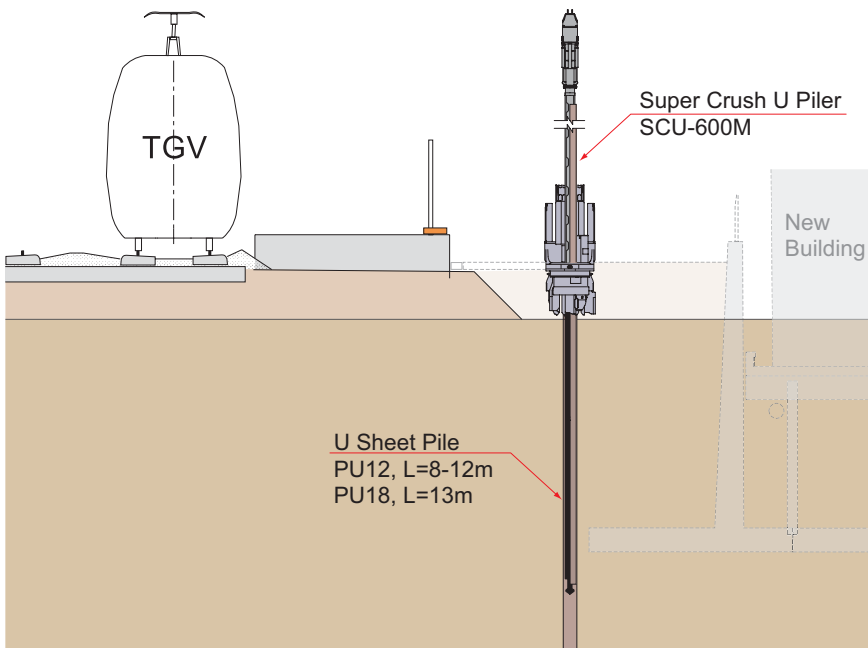 TGV
Super Crush U Piler
SCU-600M
New
Building
U Sheet Pile
PU12, L=8-12m
PU18, L=13m